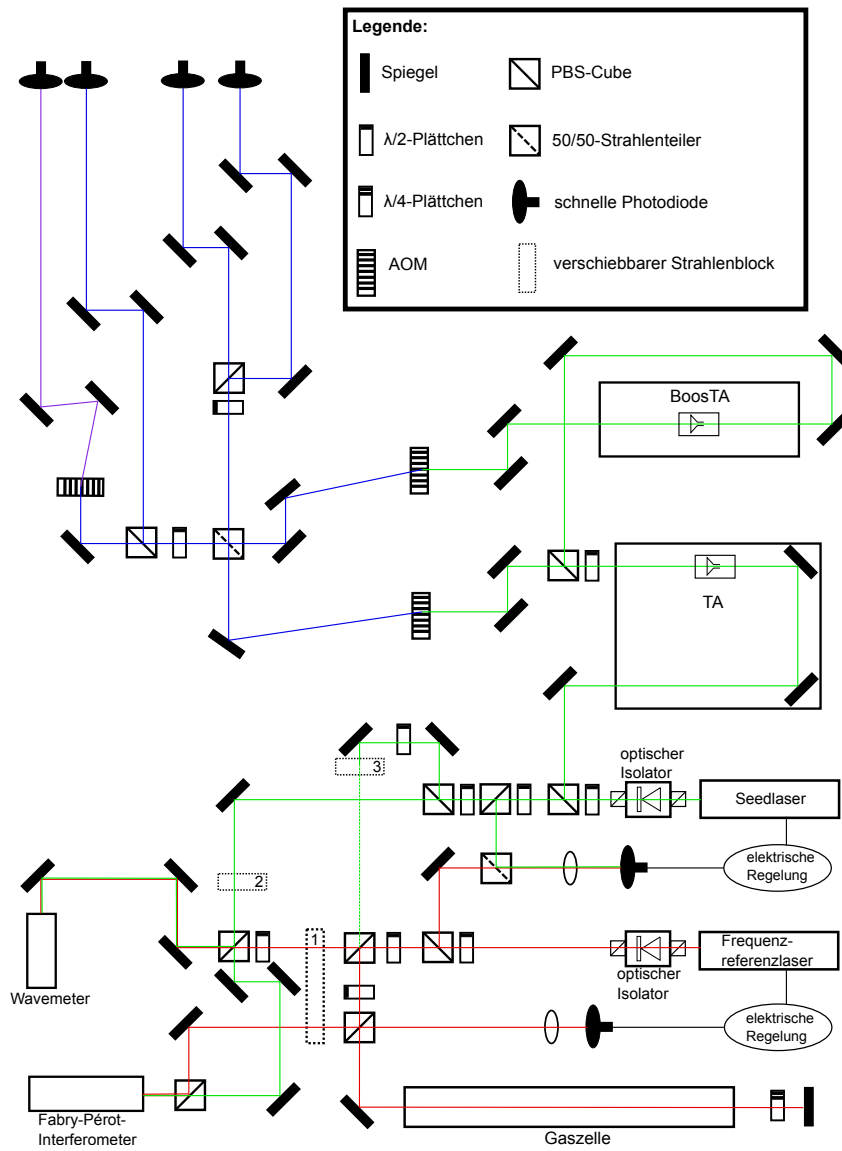 Legende:
Spiegel
PBS-Cube
λ/2-Plättchen
50/50-Strahlenteiler
λ/4-Plättchen
schnelle Photodiode
AOM
verschiebbarer Strahlenblock
BoosTA
TA
3
optischer
Isolator
Seedlaser
elektrische
Regelung
2
1
Frequenz-
referenzlaser
optischer
Isolator
Wavemeter
elektrische
Regelung
Fabry-Pérot-
Interferometer
Gaszelle